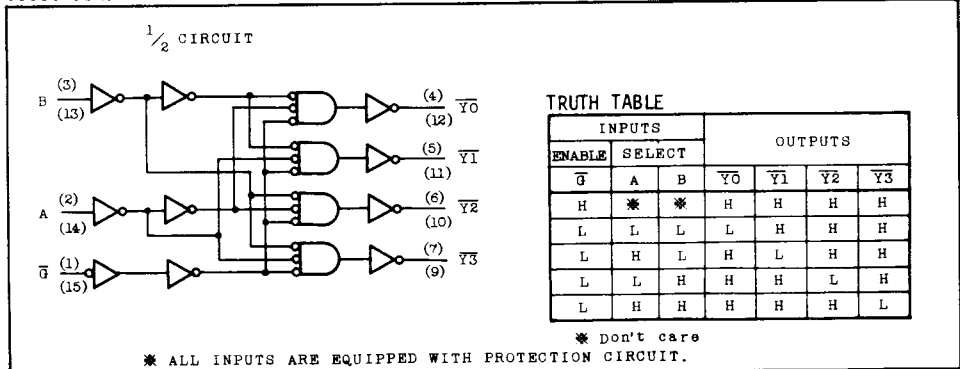 1/2 CIRCUIT
B (3) (13)
(4) (12) Y0
(5) (11) Y1
A (2) (14)
(6) (10) Y2
G (1) (15)
(7) (9) Y3
TRUTH TABLE
INPUTS OUTPUTS
ENABLE SELECT
G A B Y0 Y1 Y2 Y3
H ※ ※ H H H H
L L L L H H H
L H L H L H H
L L H H H L H
L H H H H H L
※ Don't care
※ ALL INPUTS ARE EQUIPPED WITH PROTECTION CIRCUIT.